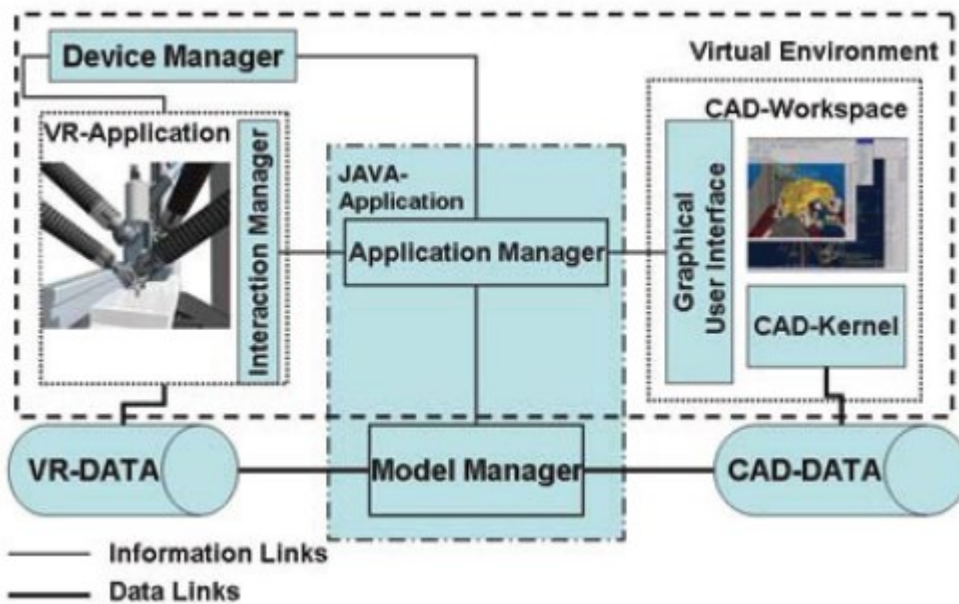 Device Manager
Virtual Environment
VR-Application
Interaction Manager
JAVA-
Application
Application Manager
CAD-Workspace
Graphical
User Interface
CAD-Kernel
VR-DATA
Model Manager
CAD-DATA
Information Links
Data Links